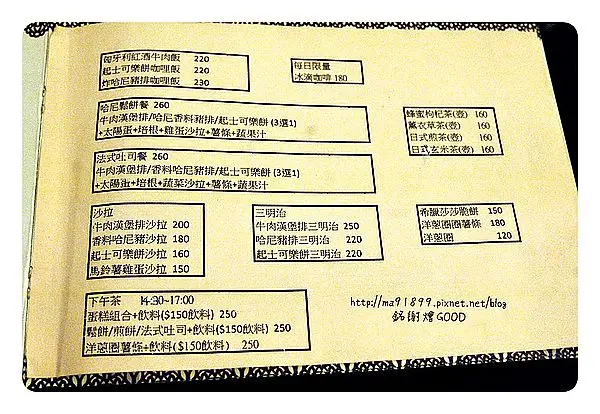 匈牙利紅酒牛肉飯 220
起士可樂餅咖哩飯 220
炸哈尼豬排咖哩飯 230
每日限量
冰滴咖啡 180
哈尼鬆餅餐 260
牛肉漢堡排/哈尼香料豬排/起士可樂餅(3選1)
+太陽蛋+培根+雞蛋沙拉+薯條+蔬果汁
蜂蜜枸杞茶(壺) 160
薰衣草茶(壺) 160
日式煎茶(壺) 160
日式玄米茶(壺) 160
法式吐司餐 260
牛肉漢堡排/香料哈尼豬排/起士可樂餅(3選1)
+太陽蛋+培根+蔬菜沙拉+薯條+蔬果汁
沙拉
牛肉漢堡排沙拉 200
香料哈尼沙拉 180
起士可樂餅沙拉 160
馬鈴薯雞蛋沙拉 150
三明治
牛肉漢堡排三明治 250
哈尼豬排三明治 220
起士可樂餅三明治 220
希臘莎莎脆餅 150
洋蔥圈薯條 180
洋蔥圈 120
下午茶 14:30-17:00
蛋糕組合+飲料($150飲料) 250
鬆餅/煎餅/法式吐司+飲料($150飲料) 250
洋蔥圈薯條+飲料($150飲料) 250
http://ma91899.pixnet.net/blog
銘謝燴GOOD